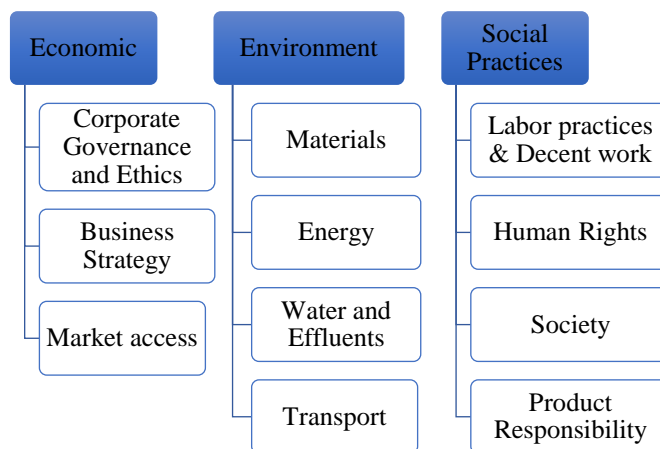 Economic
Corporate
Governance
and Ethics
Business
Strategy
Market access
Environment
Materials
Energy
Water and
Effluents
Transport
Social
Practices
Labor practices
& Decent work
Human Rights
Society
Product
Responsibility